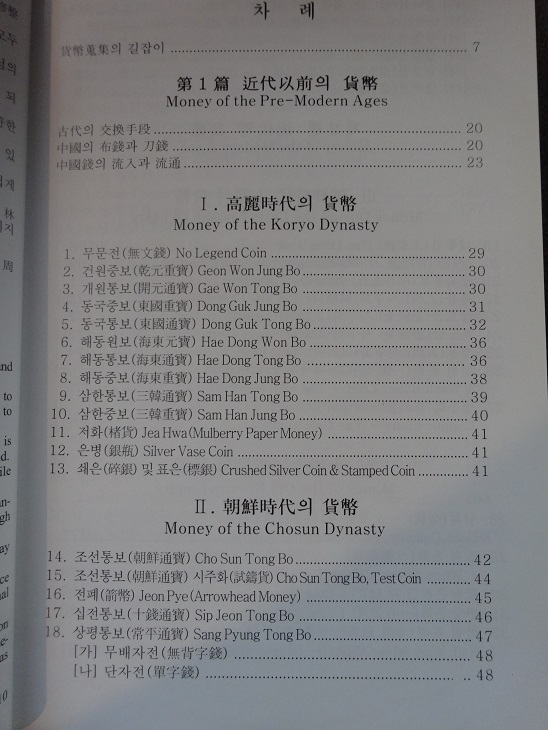 차 례
貨幣蒐集의 길잡이 7
第 1 篇 近代以前의 貨幣
Money of the Pre-Modern Ages
古代의 交換手段 20
中國의 布錢과 刀錢 20
中國錢의 流入과 流通 23
Ⅰ. 高麗時代의 貨幣
Money of the Koryo Dynasty
1. 무문전(無文錢) No Legend Coin 29
2. 건원중보(乾元重寶) Geon Won Jung Bo 30
3. 개원통보(開元通寶) Gae Won Tong Bo 30
4. 동국중보(東國重寶) Dong Guk Jung Bo 31
5. 동국통보(東國通寶) Dong Guk Tong Bo 32
6. 해동원보(海東元寶) Hae Dong Won Bo 36
7. 해동통보(海東通寶) Hae Dong Tong Bo 36
8. 해동중보(海東重寶) Hae Dong Jung Bo 38
9. 삼한통보(三韓通寶) Sam Han Tong Bo 39
10. 삼한중보(三韓重寶) Sam Han Jung Bo 40
11. 저화(楮貨) Jea Hwa(Mulberry Paper Money) 41
12. 은병(銀瓶) Silver Vase Coin 41
13. 쇄은(碎銀) 및 표은(標銀) Crushed Silver Coin & Stamped Coin 41
Ⅱ. 朝鮮時代의 貨幣
Money of the Chosun Dynasty
14. 조선통보(朝鮮通寶) Cho Sun Tong Bo 42
15. 조선통보(朝鮮通寶) 시주화(試鑄貨) Cho Sun Tong Bo, Test Coin 44
16. 전폐(箭幣) Jeon Pye(Arrowhead Money) 45
17. 십전통보(十錢通寶) Sip Jeon Tong Bo 46
18. 상평통보(常平通寶) Sang Pyung Tong Bo 47
[가] 무배자전(無背字錢) 48
[나] 단자전(單字錢) 48